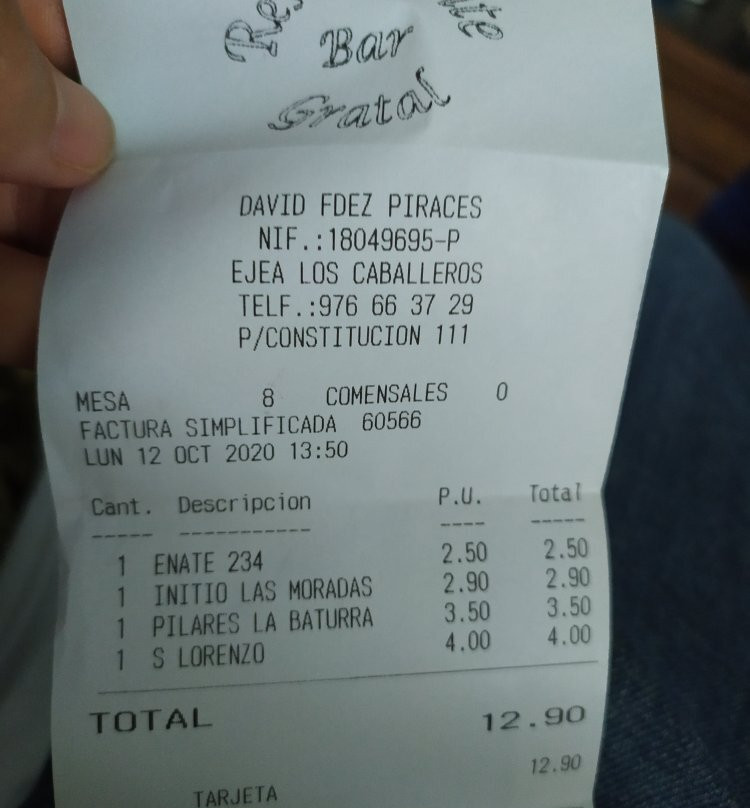 Bar
Gratal
DAVID FDEZ PIRACES
NIF.:18049695-P
EJEA LOS CABALLEROS
TELF.:976 66 37 29
P/CONSTITUCION 111
MESA 8 COMENSALES 0
FACTURA SIMPLIFICADA 60566
LUN 12 OCT 2020 13:50
Cant. Descripcion P.U. Total
1 ENATE 234 2.50 2.50
1 INITIO LAS MORADAS 2.90 2.90
1 PILARES LA BATURRA 3.50 3.50
1 S LORENZO 4.00 4.00
TOTAL 12.90
12.90
TARJETA